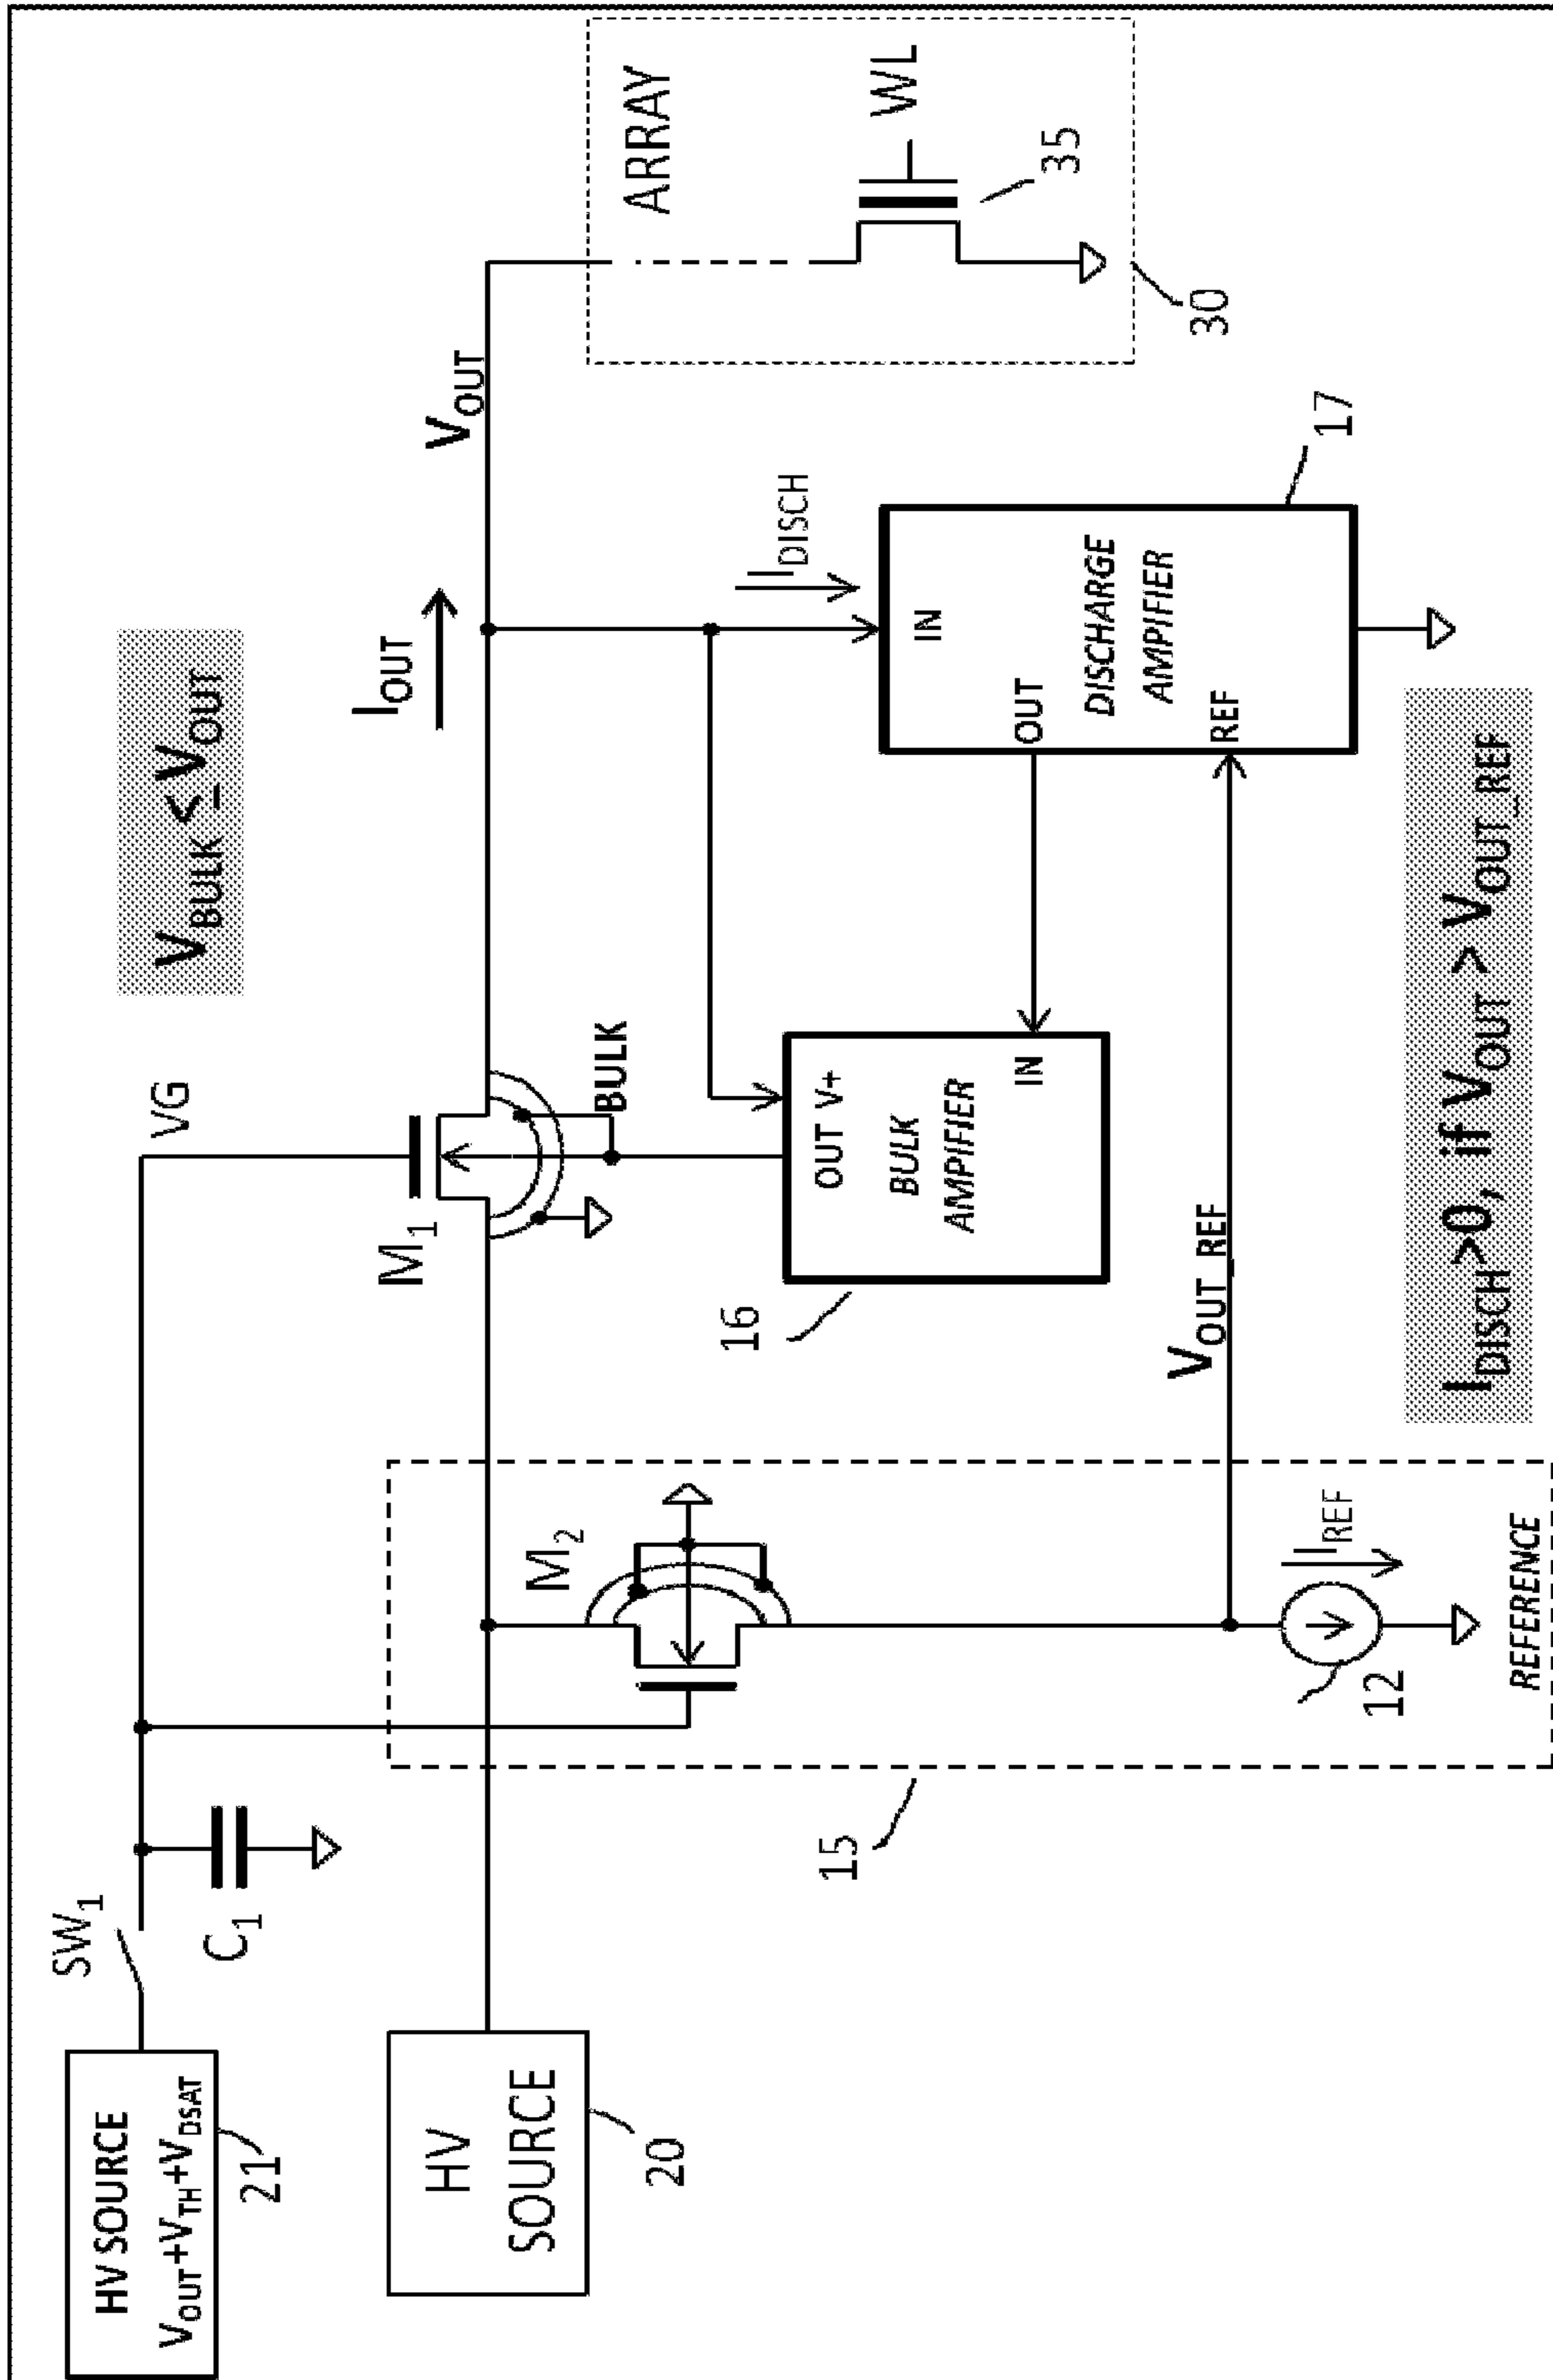 HV SOURCE
VOUT+VTH+VDSAT
21
SW1
C1
VG
VBULK ≤ VOUT
HV
SOURCE
20
M1
BULK
IOUT
VOUT
ARRAY
WL
35
30
M2
15
16
OUT V+
BULK
AMPIFIER
IN
IDISCH
IN
OUT
DISCHARGE
AMPIFIER
REF
17
VOUT_REF
IREF
12
REFERENCE
IDISCH>0, if VOUT > VOUT_REF